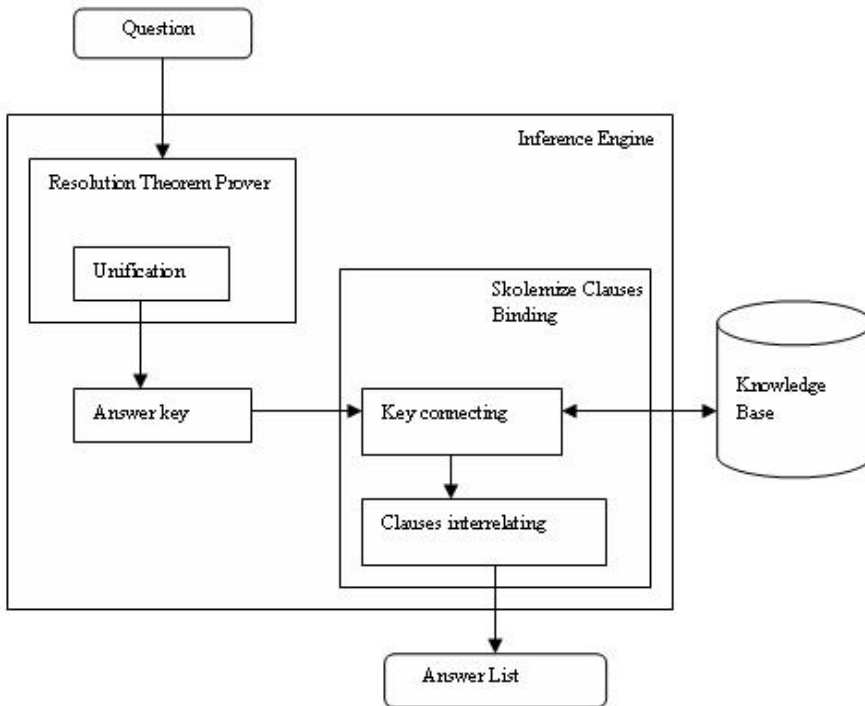 Question
Inference Engine
Resolution Theorem Prover
Unification
Skolemize Clauses
Binding
Answer key
Key connecting
Knowledge
Base
Clauses interrelating
Answer List